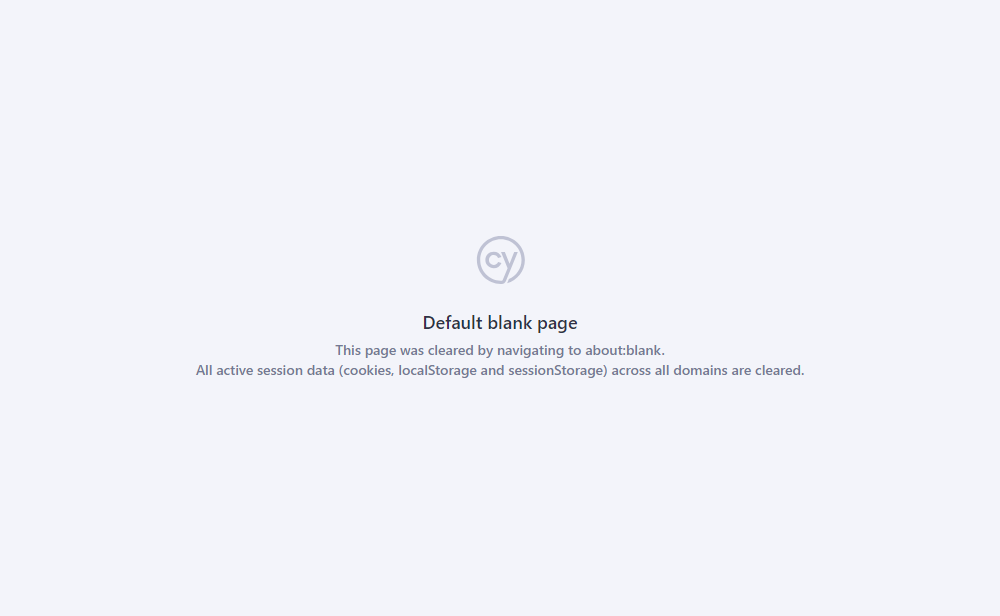 cy
Default blank page
This page was cleared by navigating to about:blank.
All active session data (cookies, localStorage and sessionStorage) across all domains are cleared.